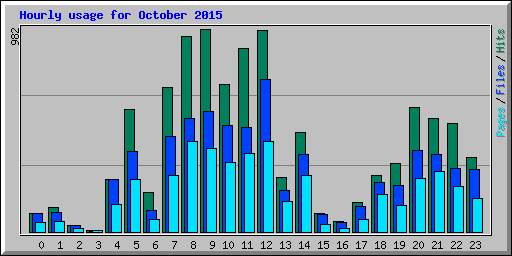 Hourly usage for October 2015
982
Pages / Files / Hits
0 1 2 3 4 5 6 7 8 9 10 11 12 13 14 15 16 17 18 19 20 21 22 23